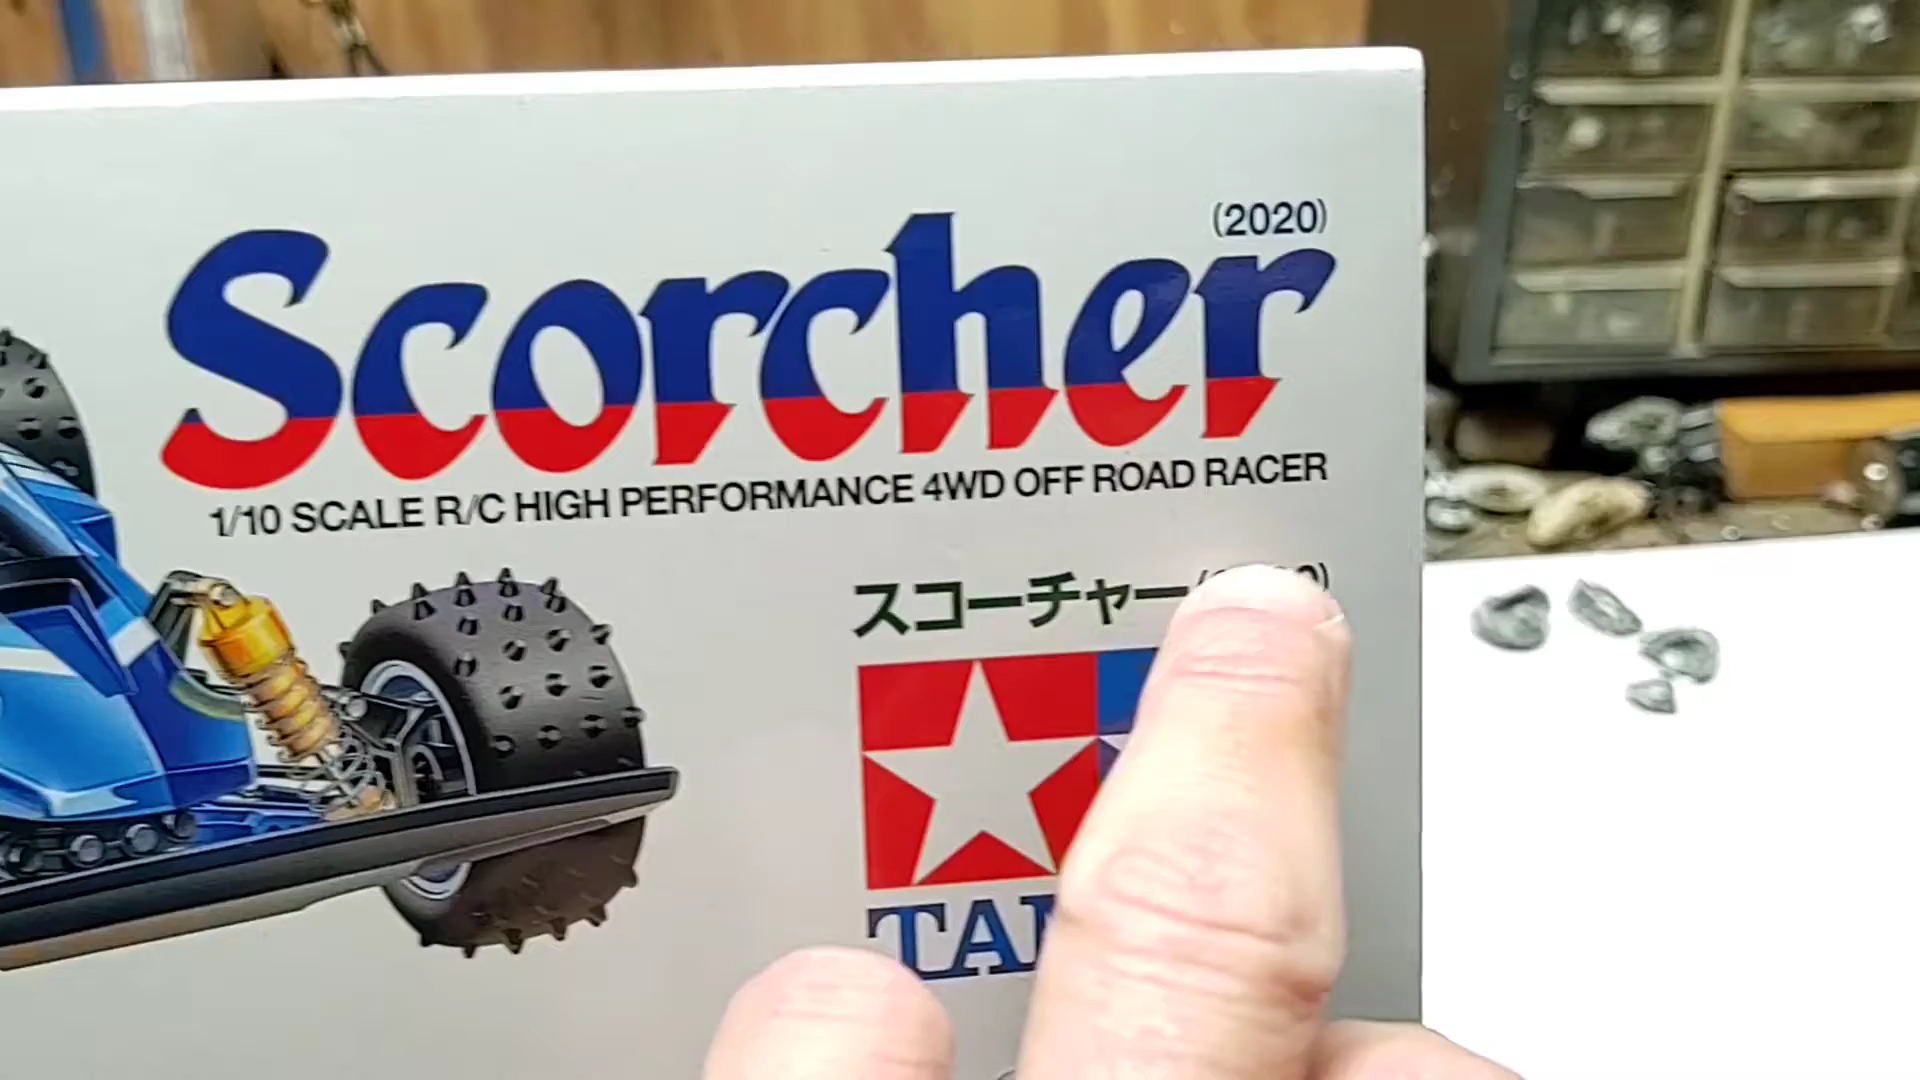 (2020)
Scorcher
1/10 SCALE R/C HIGH PERFORMANCE 4WD OFF ROAD RACER
スコーチャー